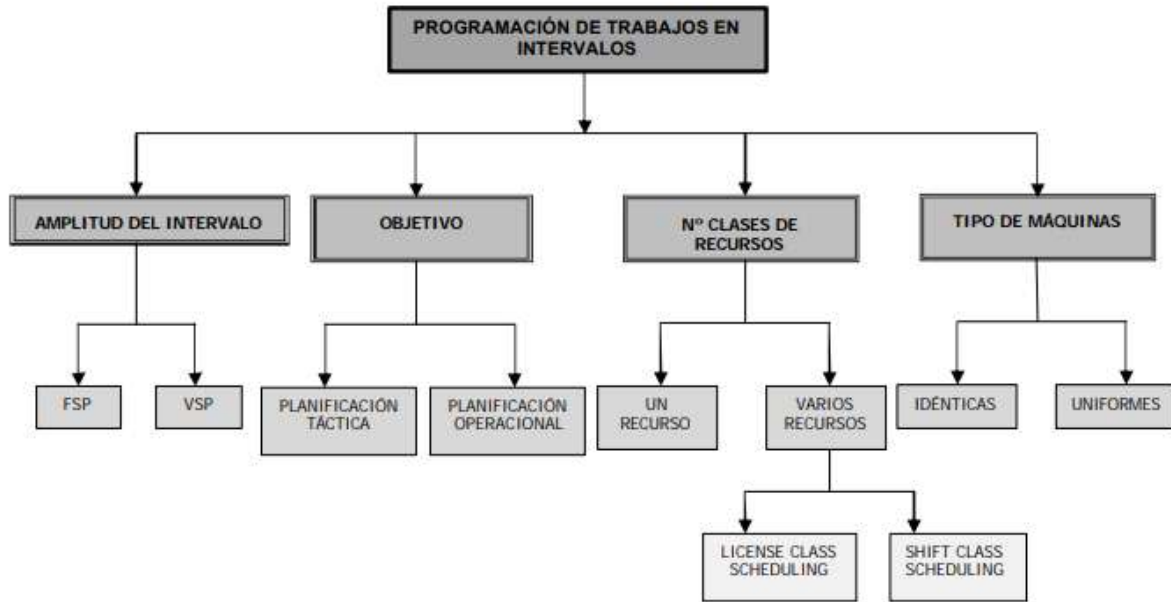 PROGRAMACIÓN DE TRABAJOS EN
INTERVALOS
AMPLITUD DEL INTERVALO
OBJETIVO
Nº CLASES DE
RECURSOS
TIPO DE MÁQUINAS
FSP
VSP
PLANIFICACIÓN
TÁCTICA
PLANIFICACIÓN
OPERACIONAL
UN
RECURSO
VARIOS
RECURSOS
IDÉNTICAS
UNIFORMES
LICENSE CLASS
SCHEDULING
SHIFT CLASS
SCHEDULING